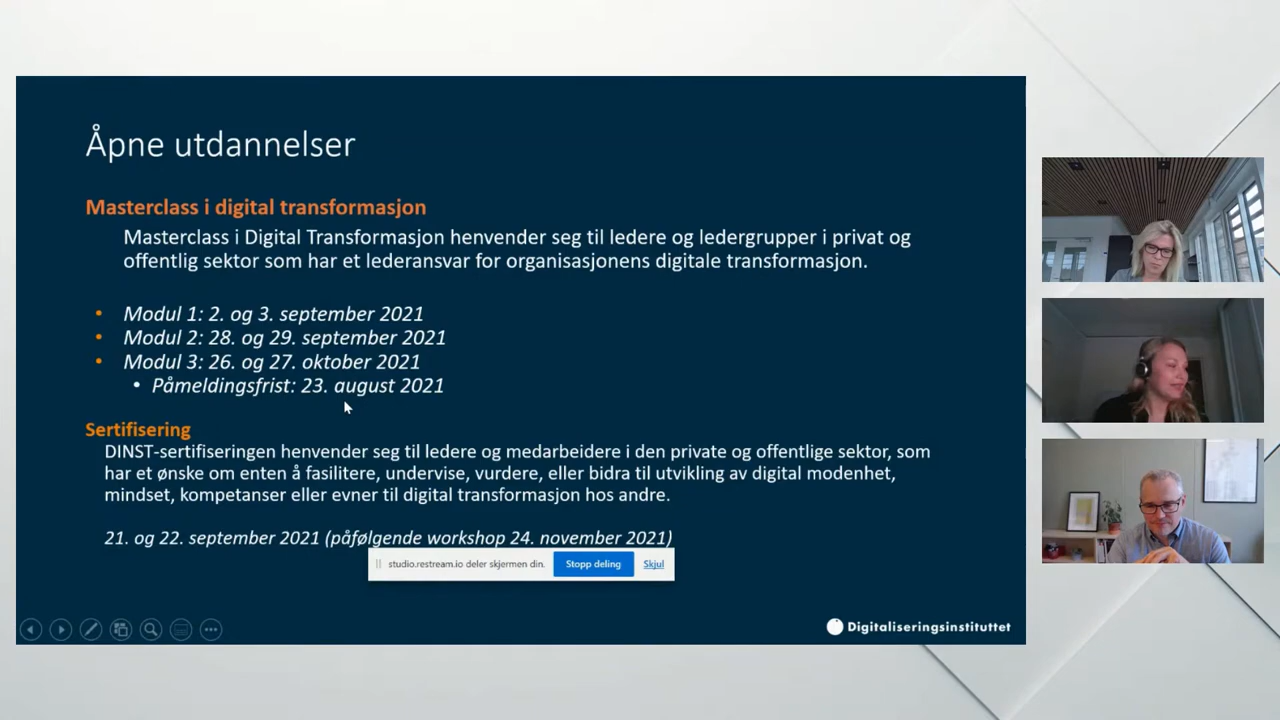 Åpne utdannelser
Masterclass i digital transformasjon
Masterclass i Digital Transformasjon henvender seg til ledere og ledergrupper i privat og
offentlig sektor som har et lederansvar for organisasjonens digitale transformasjon.
• Modul 1: 2. og 3. september 2021
• Modul 2: 28. og 29. september 2021
• Modul 3: 26. og 27. oktober 2021
• Påmeldingsfrist: 23. august 2021
Sertifisering
DINST-sertifiseringen henvender seg til ledere og medarbeidere i den private og offentlige sektor, som
har et ønske om enten å fasilitere, undervise, vurdere, eller bidra til utvikling av digital modenhet,
mindset, kompetanser eller evner til digital transformasjon hos andre.
21. og 22. september 2021 (påfølgende workshop 24. november 2021)
studio.restream.io deler skjermen din. Stopp deling Skjul
Digitaliseringsinstituttet